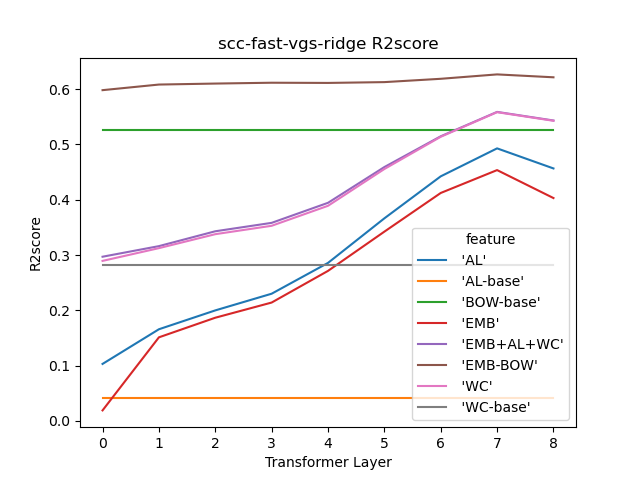 scc-fast-vgs-ridge R2score
R2score
0.6
0.5
0.4
0.3
0.2
0.1
0.0
feature
'AL'
'AL-base'
'BOW-base'
'EMB'
'EMB+AL+WC'
'EMB-BOW'
'WC'
'WC-base'
0 1 2 3 4 5 6 7 8
Transformer Layer